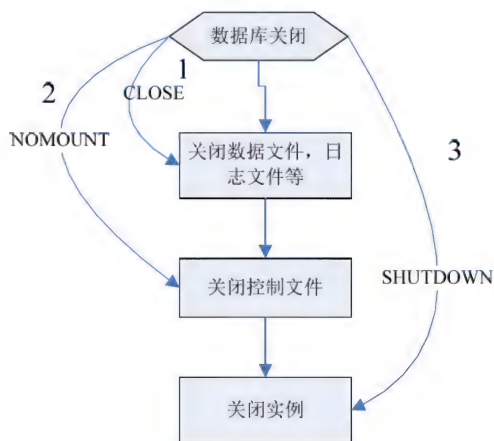 数据库关闭
1
2
CLOSE
NOMOUNT
关闭数据文件，日
志文件等
3
关闭控制文件
SHUTDOWN
关闭实例